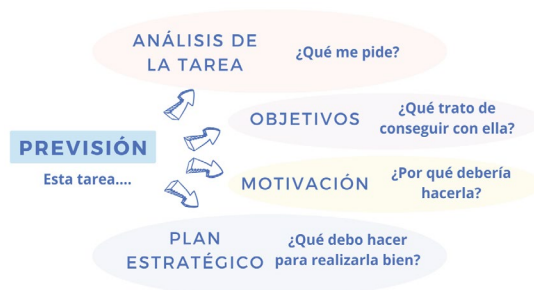 ANÁLISIS DE
LA TAREA
¿Qué me pide?
OBJETIVOS
¿Qué trato de
conseguir con ella?
PREVISIÓN
Esta tarea....
MOTIVACIÓN
¿Por qué debería
hacerla?
PLAN
ESTRATÉGICO
¿Qué debo hacer
para realizarla bien?